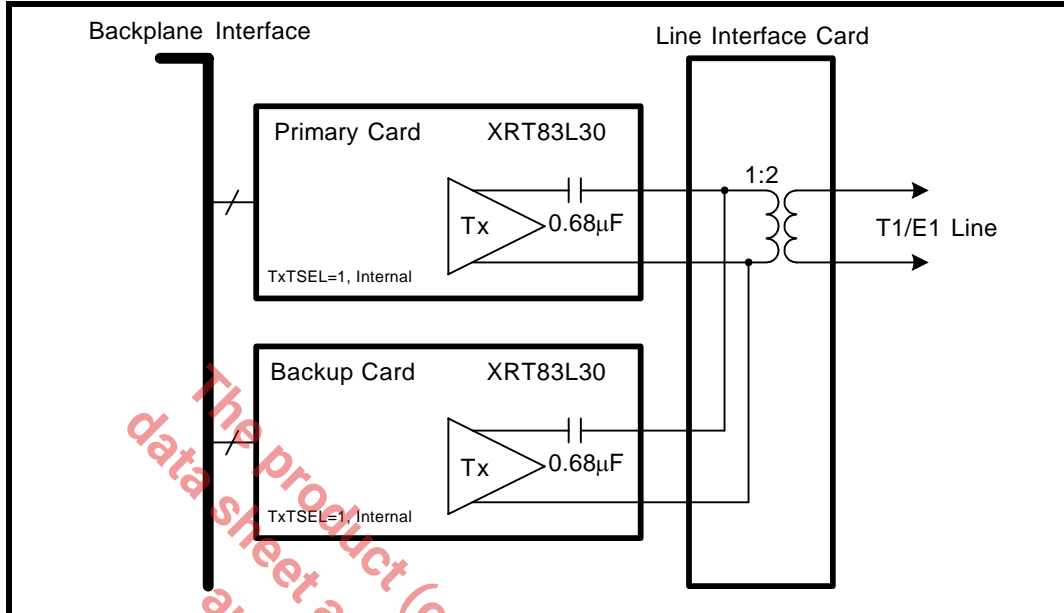 Backplane Interface
Line Interface Card
Primary Card XRT83L30
1:2
Tx
0.68µF
T1/E1 Line
TxTSEL=1, Internal
Backup Card XRT83L30
Tx
0.68µF
TxTSEL=1, Internal
The product (
data sheet a